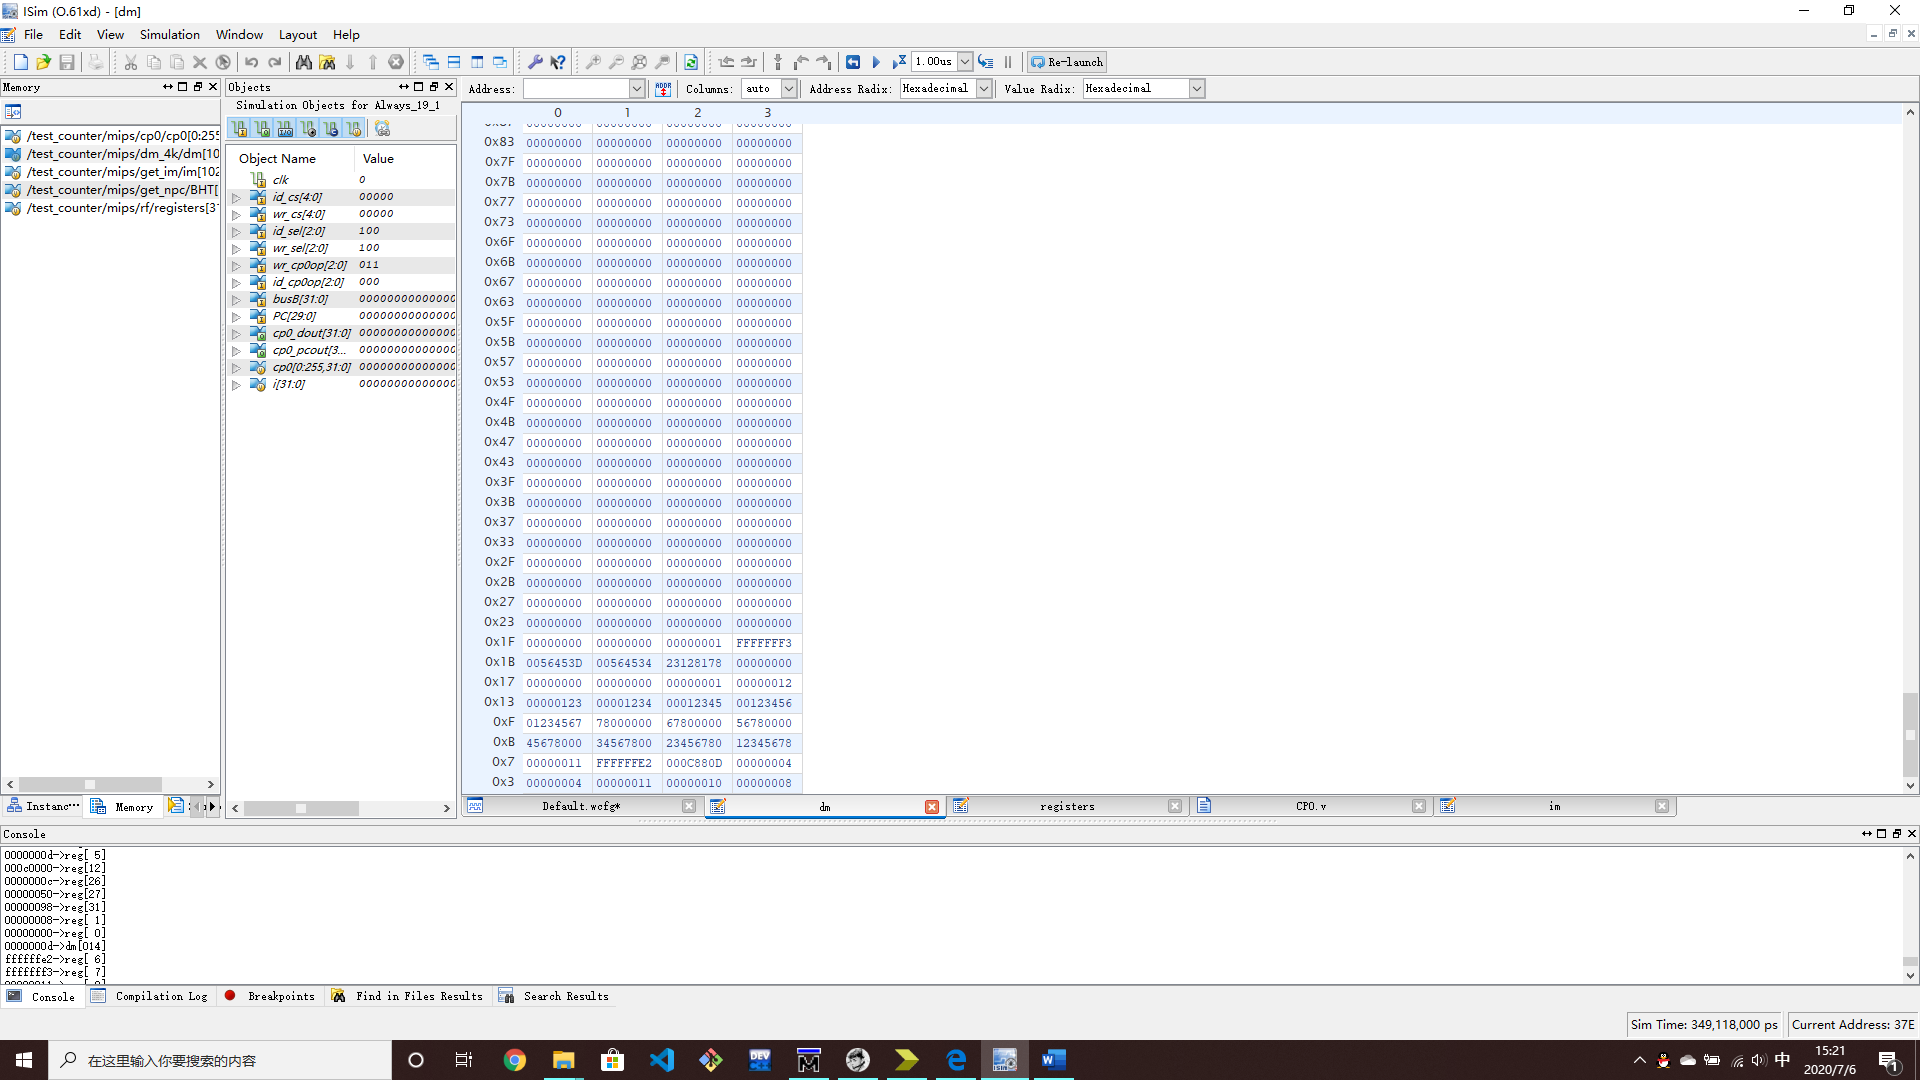 ISim (O.61xd) - [dm]
File Edit View Simulation Window Layout Help
1.00us Re-launch
Memory
/test_counter/mips/cp0/cp0[0:255
/test_counter/mips/dm_4k/dm[10
/test_counter/mips/get_im/im[102
/test_counter/mips/get_npc/BHT[
/test_counter/mips/rf/registers[3
Instanc··· Memory
Objects
Simulation Objects for Always_19_1
Object Name Value
clk 0
id_cs[4:0] 00000
wr_cs[4:0] 00000
id_sel[2:0] 100
wr_sel[2:0] 100
wr_cp0op[2:0] 011
id_cp0op[2:0] 000
busB[31:0] 00000000000000
PC[29:0] 00000000000000
cp0_dout[31:0] 00000000000000
cp0_pcout[3... 00000000000000
cp0[0:255,31:0] 00000000000000
i[31:0] 00000000000000
Address: Columns: auto Address Radix: Hexadecimal Value Radix: Hexadecimal
0 1 2 3
00000000 00000000 00000000 00000000
0x83 00000000 00000000 00000000 00000000
0x7F 00000000 00000000 00000000 00000000
0x7B 00000000 00000000 00000000 00000000
0x77 00000000 00000000 00000000 00000000
0x73 00000000 00000000 00000000 00000000
0x6F 00000000 00000000 00000000 00000000
0x6B 00000000 00000000 00000000 00000000
0x67 00000000 00000000 00000000 00000000
0x63 00000000 00000000 00000000 00000000
0x5F 00000000 00000000 00000000 00000000
0x5B 00000000 00000000 00000000 00000000
0x57 00000000 00000000 00000000 00000000
0x53 00000000 00000000 00000000 00000000
0x4F 00000000 00000000 00000000 00000000
0x4B 00000000 00000000 00000000 00000000
0x47 00000000 00000000 00000000 00000000
0x43 00000000 00000000 00000000 00000000
0x3F 00000000 00000000 00000000 00000000
0x3B 00000000 00000000 00000000 00000000
0x37 00000000 00000000 00000000 00000000
0x33 00000000 00000000 00000000 00000000
0x2F 00000000 00000000 00000000 00000000
0x2B 00000000 00000000 00000000 00000000
0x27 00000000 00000000 00000000 00000000
0x23 00000000 00000000 00000000 00000000
0x1F 00000000 00000000 00000001 FFFFFFF3
0x1B 0056453D 00564534 23128178 00000000
0x17 00000000 00000000 00000001 00000012
0x13 00000123 00001234 00012345 00123456
0xF 01234567 78000000 67800000 56780000
0xB 45678000 34567800 23456780 12345678
0x7 00000011 FFFFFFE2 000C880D 00000004
0x3 00000004 00000011 00000010 00000008
Default.wcfg* dm registers CP0.v im
Console
0000000d->reg[ 5]
000c0000->reg[12]
0000000c->reg[26]
00000050->reg[27]
00000098->reg[31]
00000008->reg[ 1]
00000000->reg[ 0]
0000000d->dm[014]
ffffffe2->reg[ 6]
fffffff3->reg[ 7]
Console Compilation Log Breakpoints Find in Files Results Search Results
Sim Time: 349,118,000 ps Current Address: 37E
在这里输入你要搜索的内容
中
15:21
2020/7/6
1